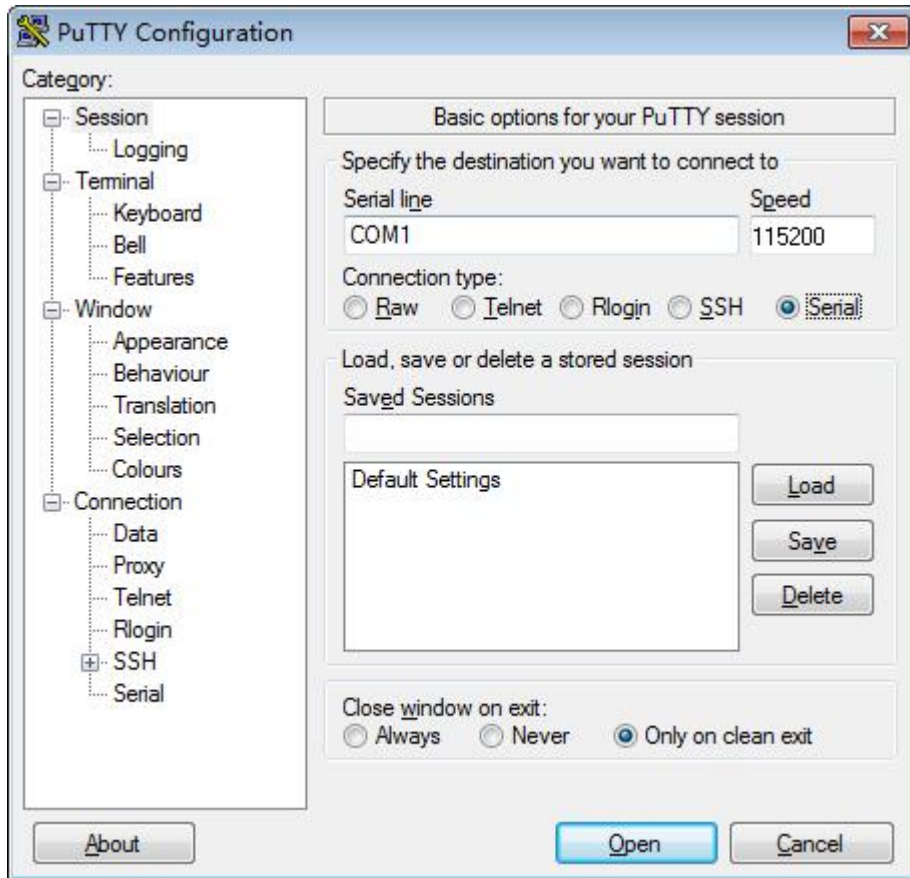 PuTTY Configuration
Category:
Session
Logging
Terminal
Keyboard
Bell
Features
Window
Appearance
Behaviour
Translation
Selection
Colours
Connection
Data
Proxy
Telnet
Rlogin
SSH
Serial
Basic options for your PuTTY session
Specify the destination you want to connect to
Serial line Speed
COM1 115200
Connection type:
Raw Telnet Rlogin SSH Serial
Load, save or delete a stored session
Saved Sessions
Default Settings
Load
Save
Delete
Close window on exit:
Always Never Only on clean exit
About Open Cancel